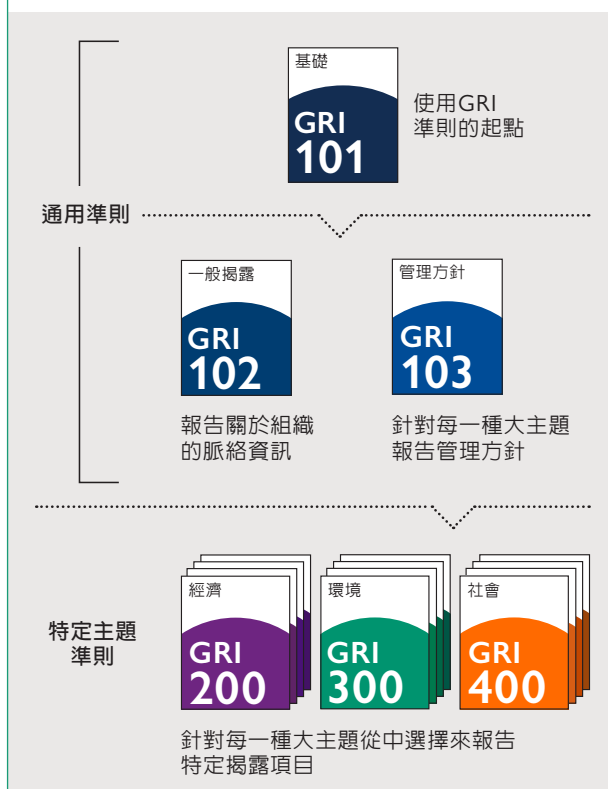 基礎
GRI
101
使用GRI
準則的起點
通用準則
一般揭露
GRI
102
報告關於組織
的脈絡資訊
管理方針
GRI
103
針對每一種大主題
報告管理方針
特定主題
準則
經濟
GRI
200
環境
GRI
300
社會
GRI
400
針對每一種大主題從中選擇來報告
特定揭露項目